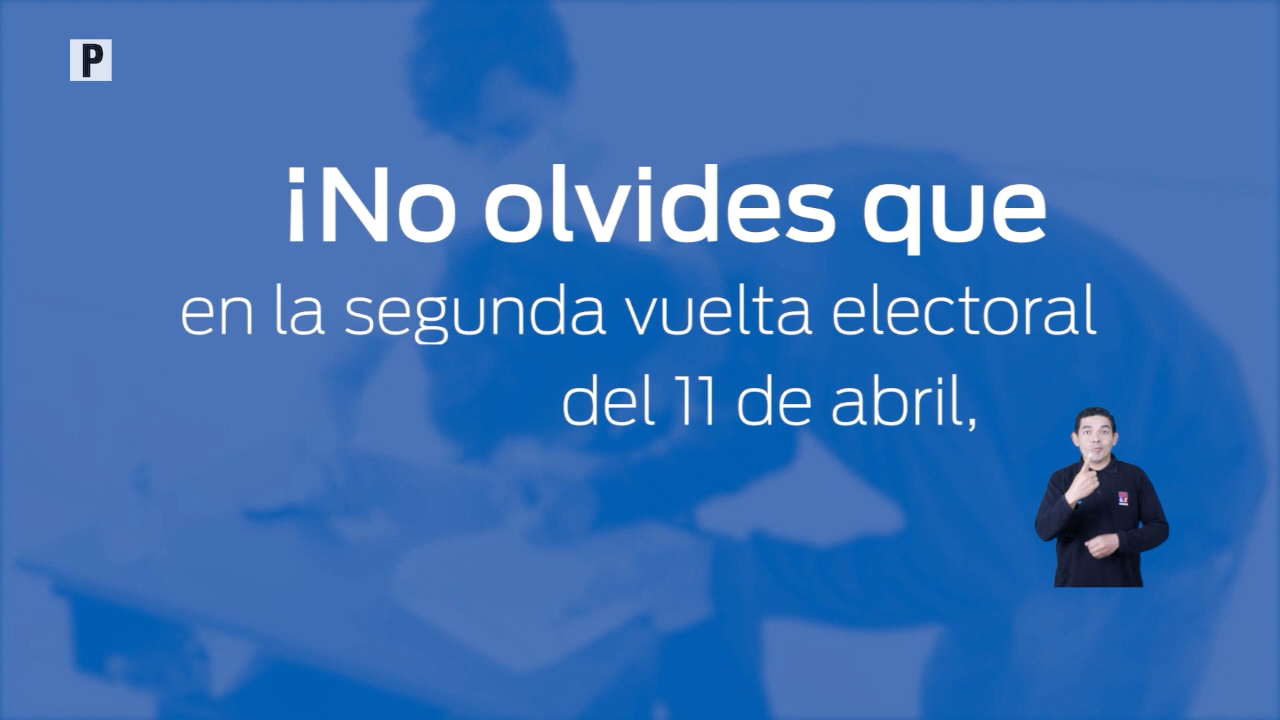 P
¡No olvides que
en la segunda vuelta electoral
del 11 de abril,